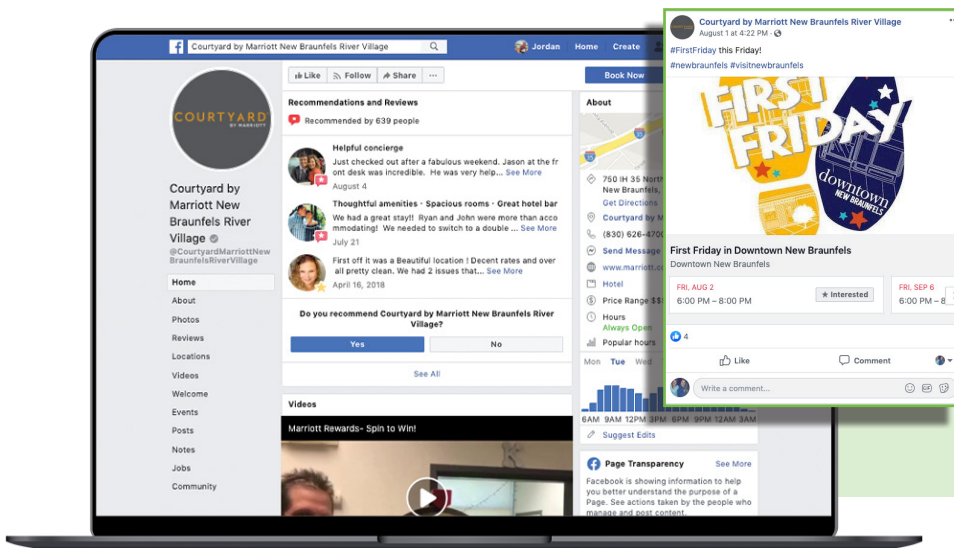 Courtyard by Marriott New Braunfels River Village
Jordan Home Create
COURTYARD
BY MARRIOTT
Courtyard by
Marriott New
Braunfels River
Village
@CourtyardMarriottNew
BraunfelsRiverVillage
Home
About
Photos
Reviews
Locations
Videos
Welcome
Events
Posts
Notes
Jobs
Community
Like Follow Share ...
Recommendations and Reviews
Recommended by 639 people
Helpful concierge
Just checked out after a fabulous weekend. Jason at the fr
ont desk was incredible. He was very help... See More
August 4
Thoughtful amenities · Spacious rooms · Great hotel bar
We had a great stay!! Ryan and John were more than acco
mmodating! We needed to switch to a double ... See More
July 21
First off it was a Beautiful location ! Decent rates and over
all pretty clean. We had 2 issues that... See More
April 16, 2018
Do you recommend Courtyard by Marriott New Braunfels River
Village?
Yes No
See All
Videos
Marriott Rewards- Spin to Win!
Book Now
About
35
35
750 IH 35 North
New Braunfels,
Get Directions
Courtyard by M
(830) 626-4700
Send Message
www.marriott.co
Hotel
Price Range $$
Hours
Always Open
Popular hours
Mon Tue Wed
6AM 9AM 12PM 3PM 6PM 9PM 12AM 3AM
Suggest Edits
Page Transparency See More
Facebook is showing information to help
you better understand the purpose of a
Page. See actions taken by the people who
manage and post content.
Courtyard by Marriott New Braunfels River Village
August 1 at 4:22 PM ·
#FirstFriday this Friday!
#newbraunfels #visitnewbraunfels
FIRST
FRIDAY
downtown
NEW BRAUNFELS
First Friday in Downtown New Braunfels
Downtown New Braunfels
FRI, AUG 2
6:00 PM – 8:00 PM
Interested
FRI, SEP 6
6:00 PM – 8
4
Like Comment
Write a comment...
GIF